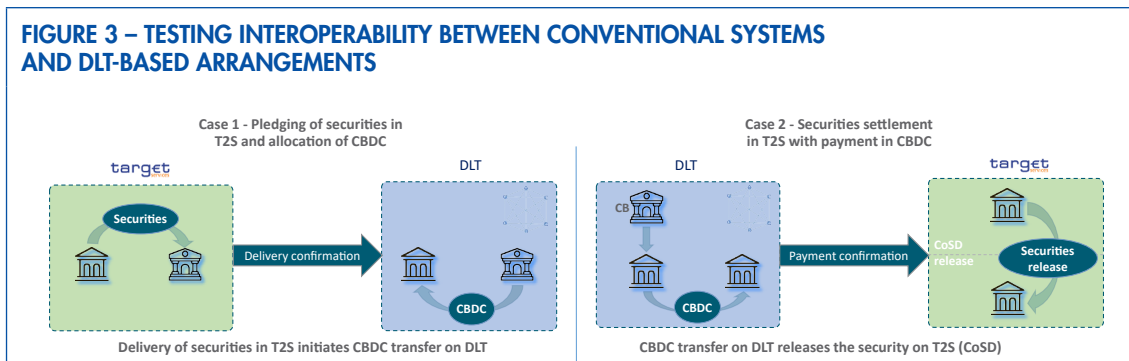 FIGURE 3 – TESTING INTEROPERABILITY BETWEEN CONVENTIONAL SYSTEMS
AND DLT-BASED ARRANGEMENTS
Case 1 - Pledging of securities in
T2S and allocation of CBDC
target
services
DLT
Securities
Delivery confirmation
CBDC
Delivery of securities in T2S initiates CBDC transfer on DLT
Case 2 - Securities settlement
in T2S with payment in CBDC
DLT
target
services
CB
Payment confirmation
CoSD
release
Securities
release
CBDC
CBDC transfer on DLT releases the security on T2S (CoSD)